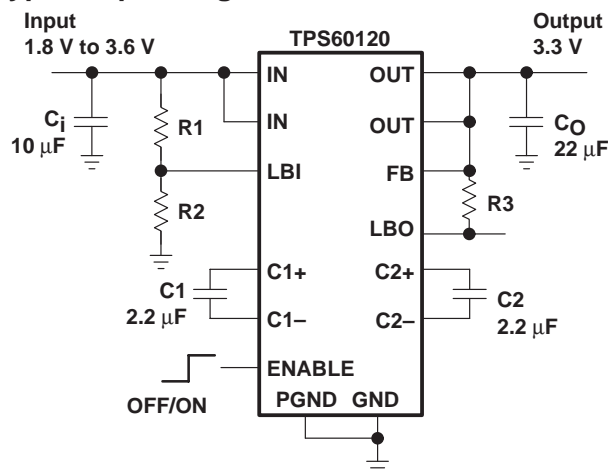 Input
1.8 V to 3.6 V
TPS60120
Output
3.3 V
IN
OUT
Ci
10 μF
R1
IN
OUT
CO
22 μF
LBI
FB
R2
R3
LBO
C1
2.2 μF
C1+
C2+
C2
2.2 μF
C1–
C2–
ENABLE
OFF/ON
PGND GND